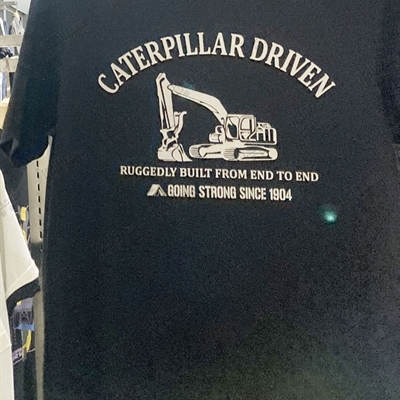 CATERPILLAR DRIVEN
RUGGEDLY BUILT FROM END TO END
GOING STRONG SINCE 1904